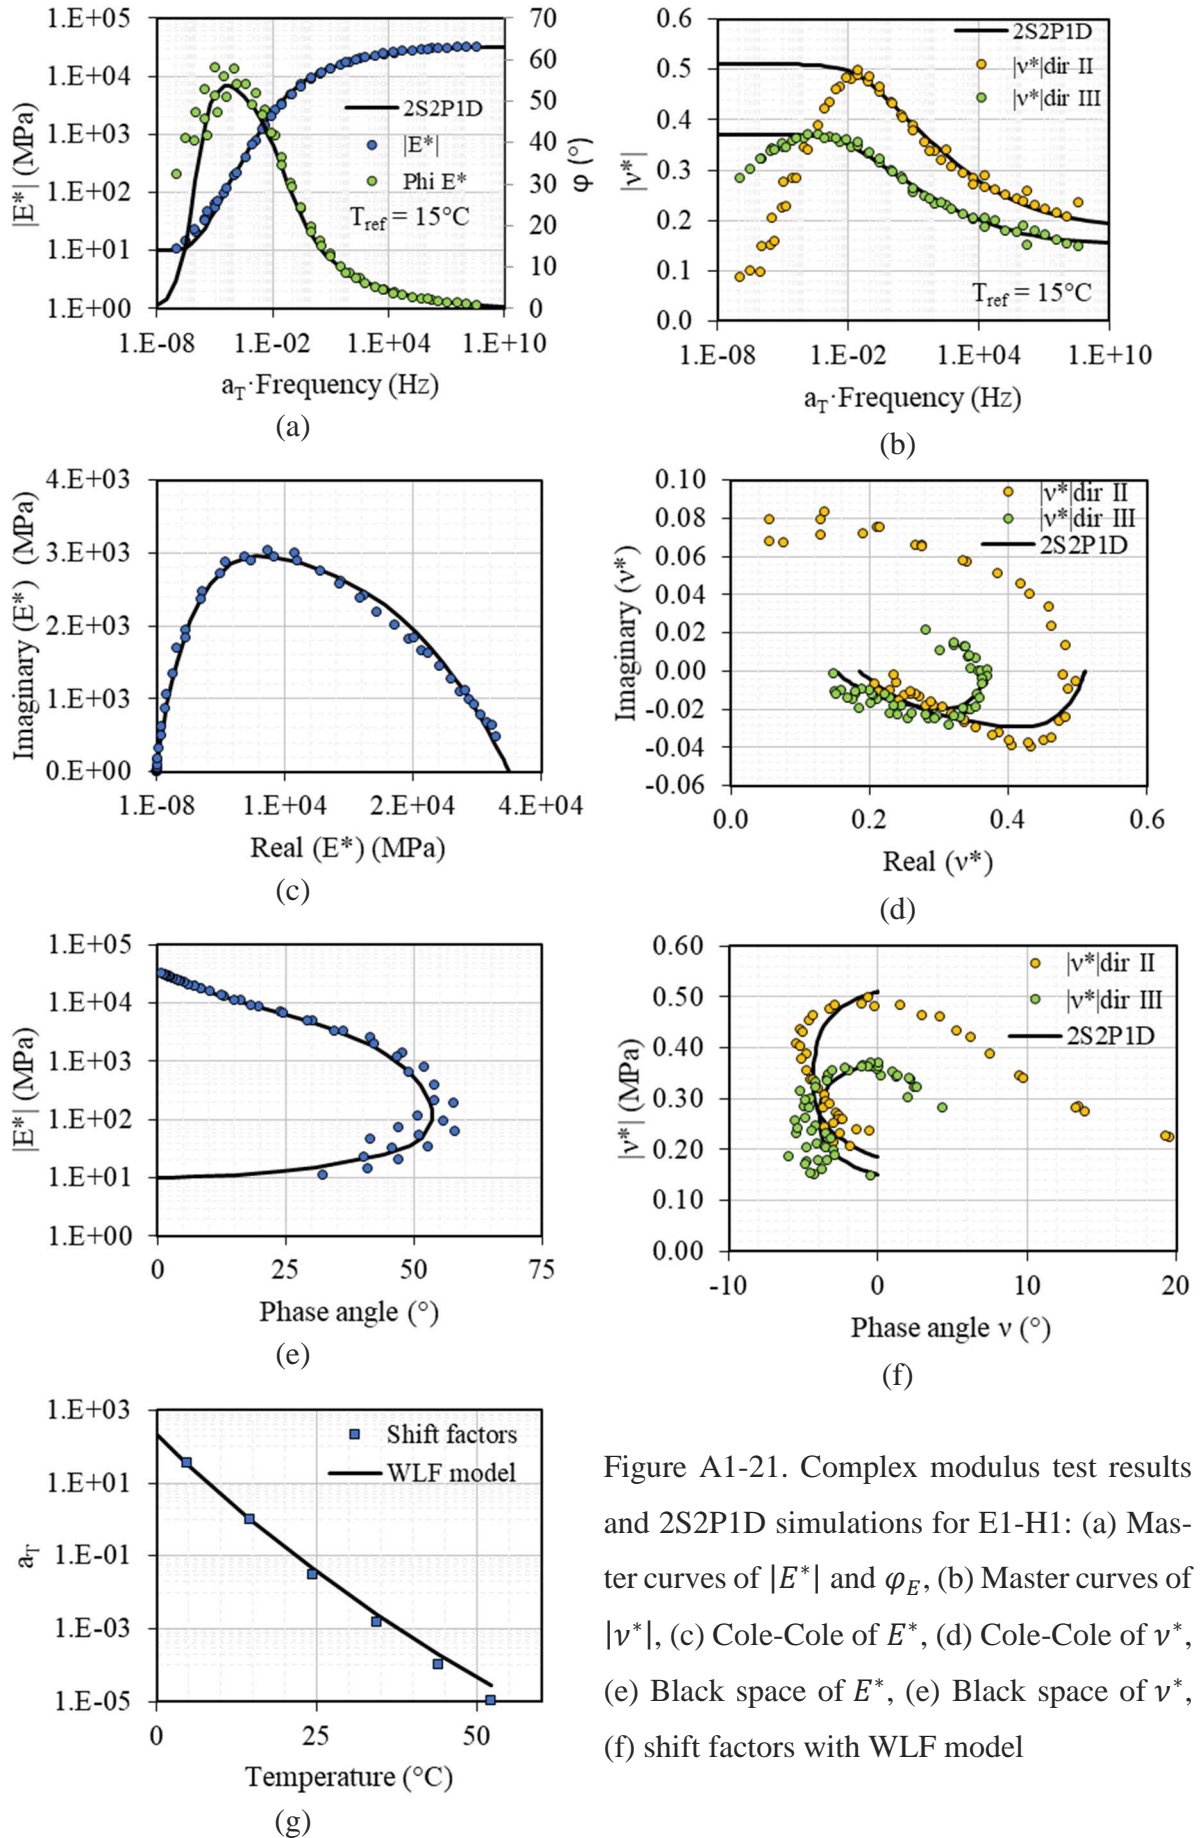 1.E+05
1.E+04
1.E+03
1.E+02
1.E+01
1.E+00
|E*| (MPa)
70
60
50
40
30
20
10
0
φ (°)
2S2P1D
|E*|
Phi E*
T_ref = 15°C
1.E-08 1.E-02 1.E+04 1.E+10
a_T·Frequency (Hz)
(a)
0.6
0.5
0.4
0.3
0.2
0.1
0.0
|ν*|
2S2P1D
|ν*|dir II
|ν*|dir III
T_ref = 15°C
1.E-08 1.E-02 1.E+04 1.E+10
a_T·Frequency (Hz)
(b)
4.E+03
3.E+03
2.E+03
1.E+03
0.E+00
Imaginary (E*) (MPa)
1.E-08 1.E+04 2.E+04 4.E+04
Real (E*) (MPa)
(c)
0.10
0.08
0.06
0.04
0.02
0.00
-0.02
-0.04
-0.06
Imaginary (ν*)
|ν*|dir II
|ν*|dir III
2S2P1D
0.0 0.2 0.4 0.6
Real (ν*)
(d)
1.E+05
1.E+04
1.E+03
1.E+02
1.E+01
1.E+00
|E*| (MPa)
0 25 50 75
Phase angle (°)
(e)
0.60
0.50
0.40
0.30
0.20
0.10
0.00
|ν*| (MPa)
|ν*|dir II
|ν*|dir III
2S2P1D
-10 0 10 20
Phase angle ν (°)
(f)
1.E+03
1.E+01
1.E-01
1.E-03
1.E-05
a_T
Shift factors
WLF model
0 25 50
Temperature (°C)
(g)
Figure A1-21. Complex modulus test results
and 2S2P1D simulations for E1-H1: (a) Mas-
ter curves of |E*| and φ_E, (b) Master curves of
|ν*|, (c) Cole-Cole of E*, (d) Cole-Cole of ν*,
(e) Black space of E*, (e) Black space of ν*,
(f) shift factors with WLF model